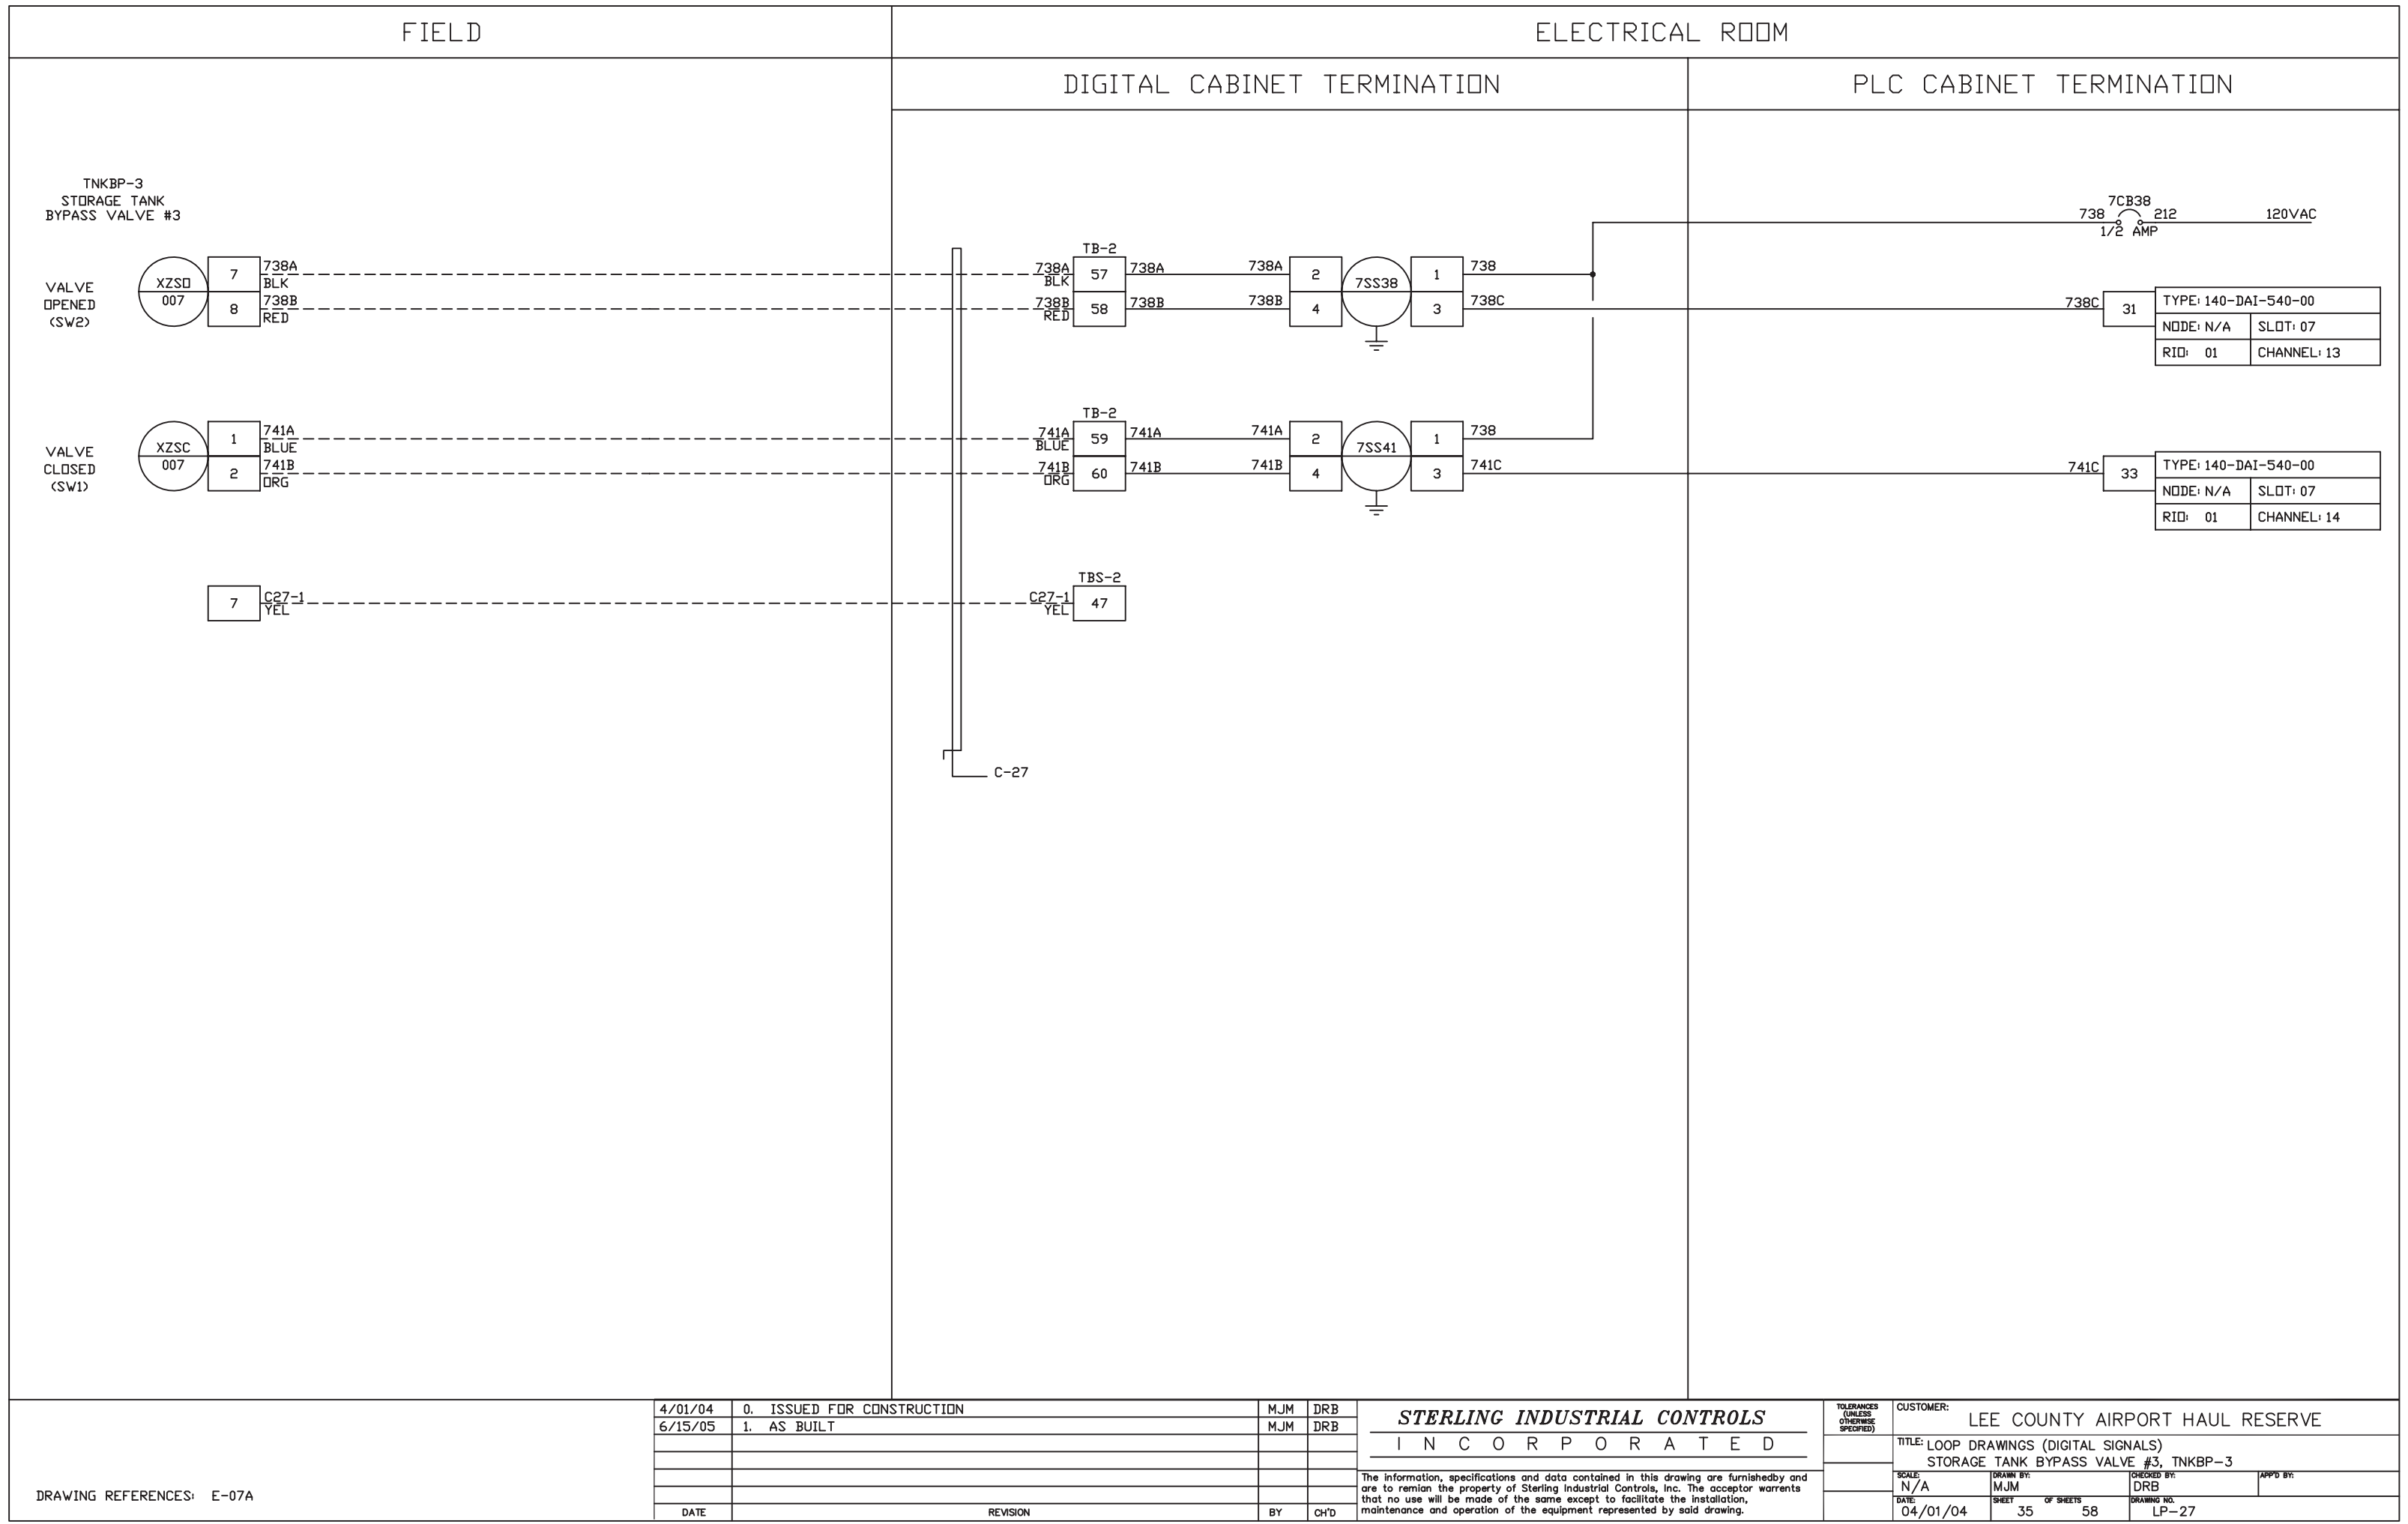 FIELD
ELECTRICAL ROOM
DIGITAL CABINET TERMINATION
PLC CABINET TERMINATION
TNKBP-3
STORAGE TANK
BYPASS VALVE #3
7CB38
738 212 120VAC
1/2 AMP
VALVE
OPENED
(SW2)
XZSO
007
7
8
738A
BLK
738B
RED
738A
BLK
738B
RED
TB-2
57
58
738A
738B
738A
738B
2
4
7SS38
1
3
738
738C
738C
31
TYPE: 140-DAI-540-00
NODE: N/A SLOT: 07
RIO: 01 CHANNEL: 13
VALVE
CLOSED
(SW1)
XZSC
007
1
2
741A
BLUE
741B
ORG
741A
BLUE
741B
ORG
TB-2
59
60
741A
741B
741A
741B
2
4
7SS41
1
3
738
741C
741C
33
TYPE: 140-DAI-540-00
NODE: N/A SLOT: 07
RIO: 01 CHANNEL: 14
7
C27-1
YEL
C27-1
YEL
TBS-2
47
C-27
DRAWING REFERENCES: E-07A
4/01/04 0. ISSUED FOR CONSTRUCTION MJM DRB
6/15/05 1. AS BUILT MJM DRB
DATE REVISION BY CH'D
STERLING INDUSTRIAL CONTROLS
INCORPORATED
The information, specifications and data contained in this drawing are furnishedby and
are to remian the property of Sterling Industrial Controls, Inc. The acceptor warrents
that no use will be made of the same except to facilitate the installation,
maintenance and operation of the equipment represented by said drawing.
TOLERANCES
(UNLESS
OTHERWISE
SPECIFIED)
CUSTOMER:
LEE COUNTY AIRPORT HAUL RESERVE
TITLE: LOOP DRAWINGS (DIGITAL SIGNALS)
STORAGE TANK BYPASS VALVE #3, TNKBP-3
SCALE: DRAWN BY: CHECKED BY: APP'D BY:
N/A MJM DRB
DATE: SHEET OF SHEETS DRAWING NO.
04/01/04 35 58 LP-27